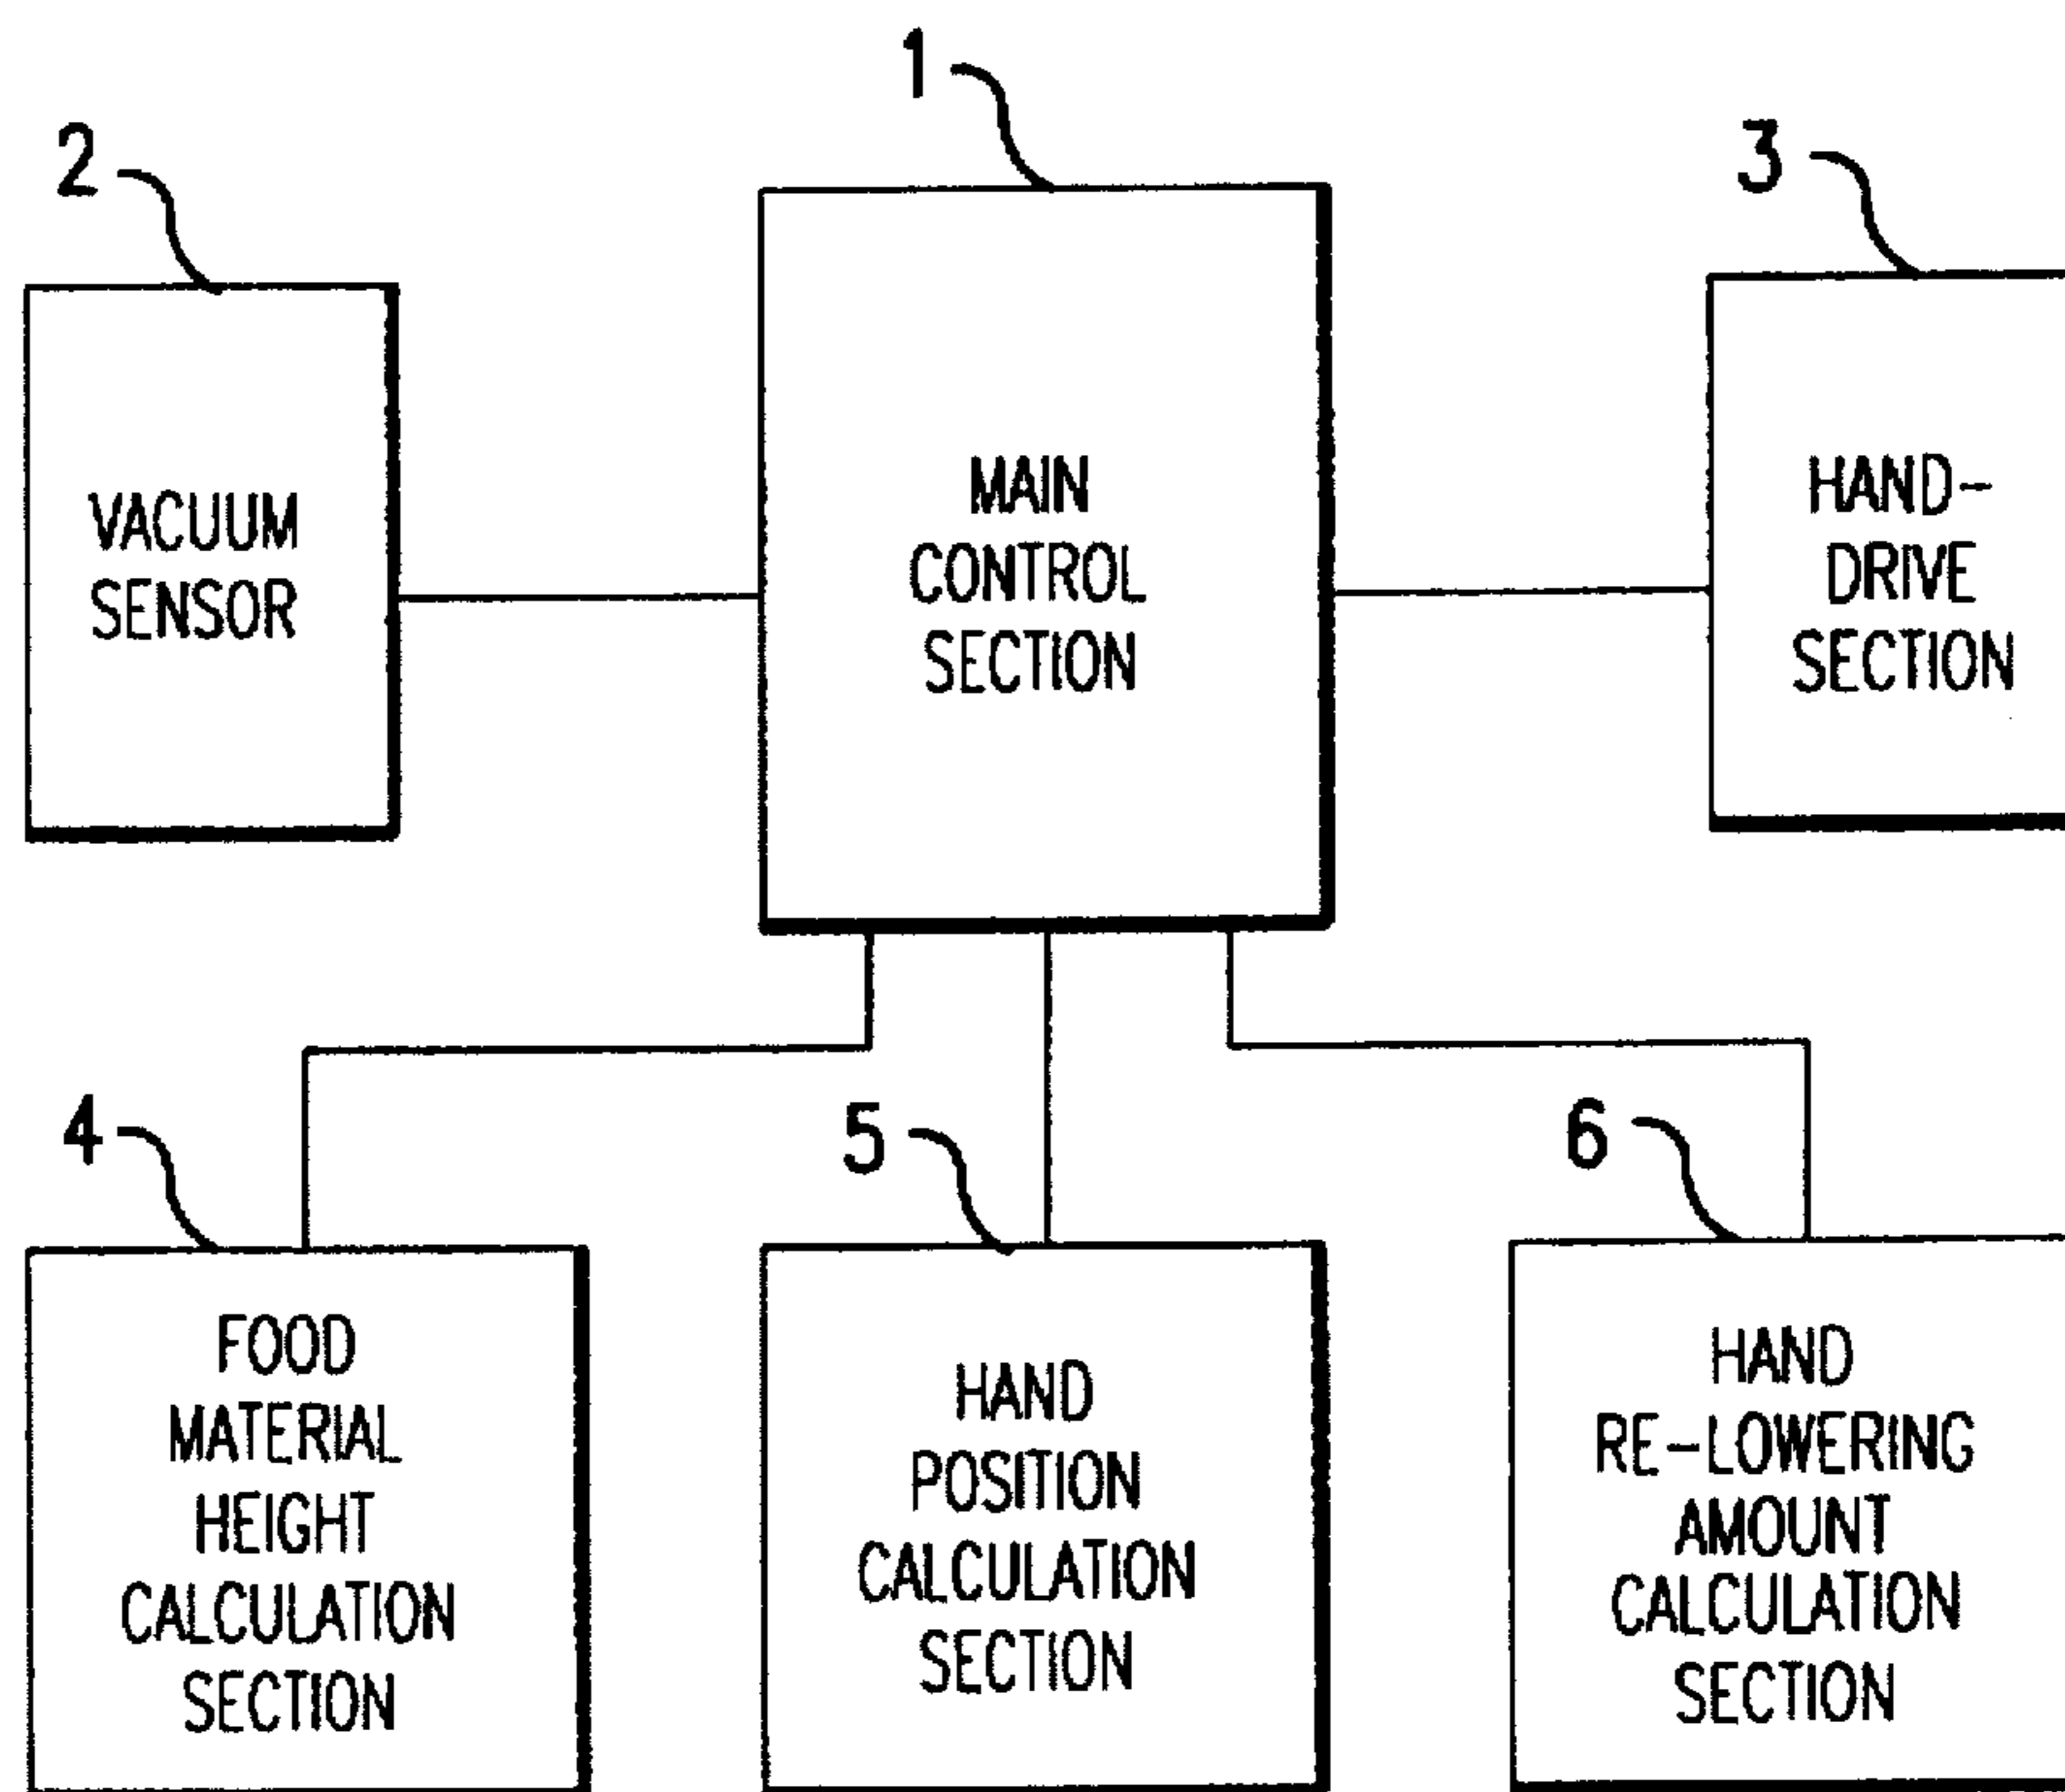 1
2
3
VACUUM
SENSOR
MAIN
CONTROL
SECTION
HAND-
DRIVE
SECTION
4
5
6
FOOD
MATERIAL
HEIGHT
CALCULATION
SECTION
HAND
POSITION
CALCULATION
SECTION
HAND
RE-LOWERING
AMOUNT
CALCULATION
SECTION